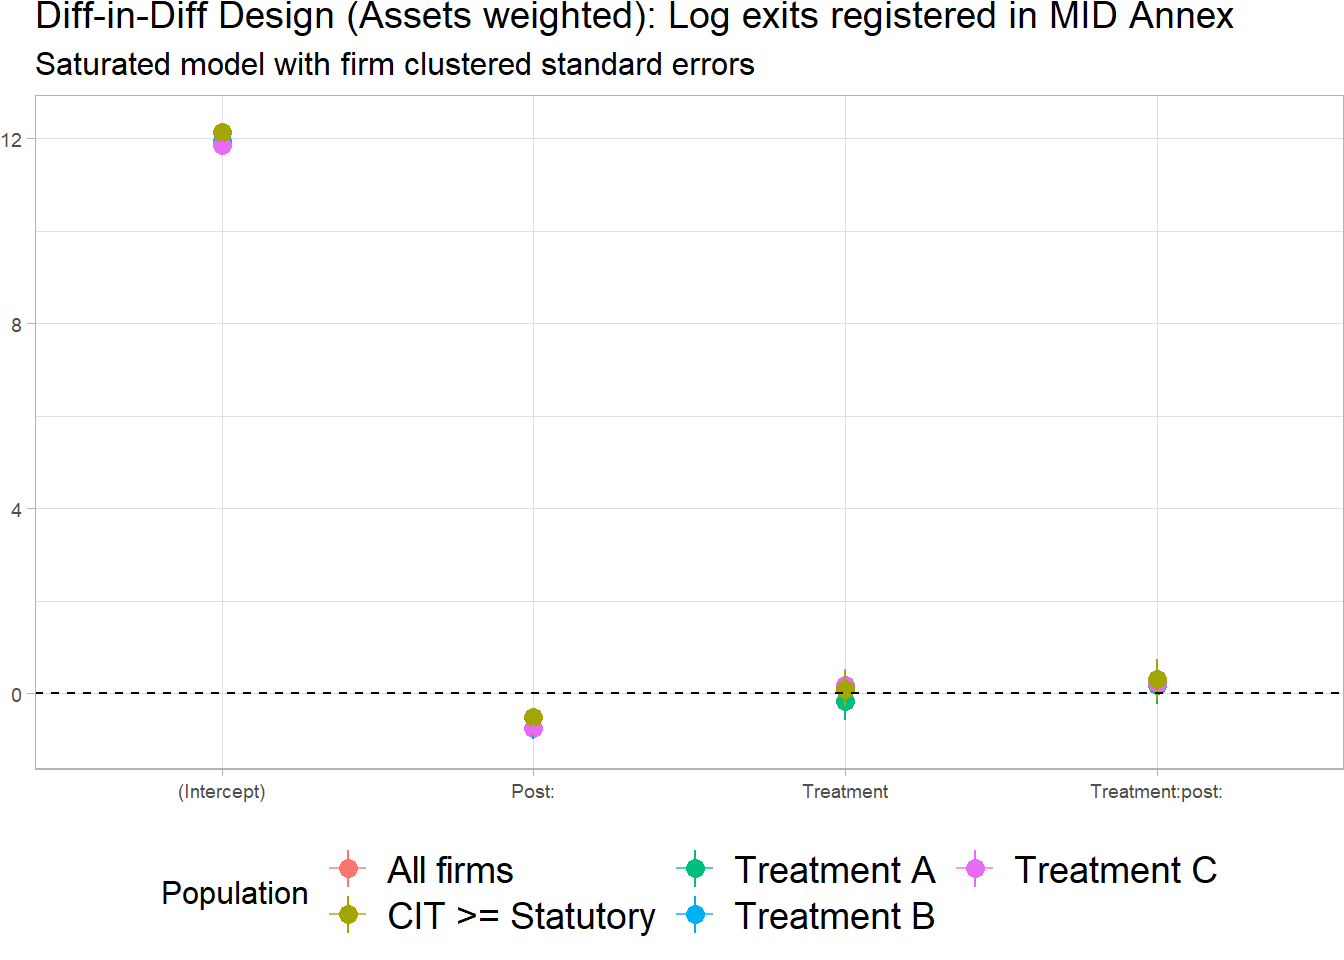 Diff-in-Diff Design (Assets weighted): Log exits registered in MID Annex
Saturated model with firm clustered standard errors
12
8
4
0
(Intercept) Post: Treatment Treatment:post:
Population
All firms Treatment A Treatment C
CIT >= Statutory Treatment B